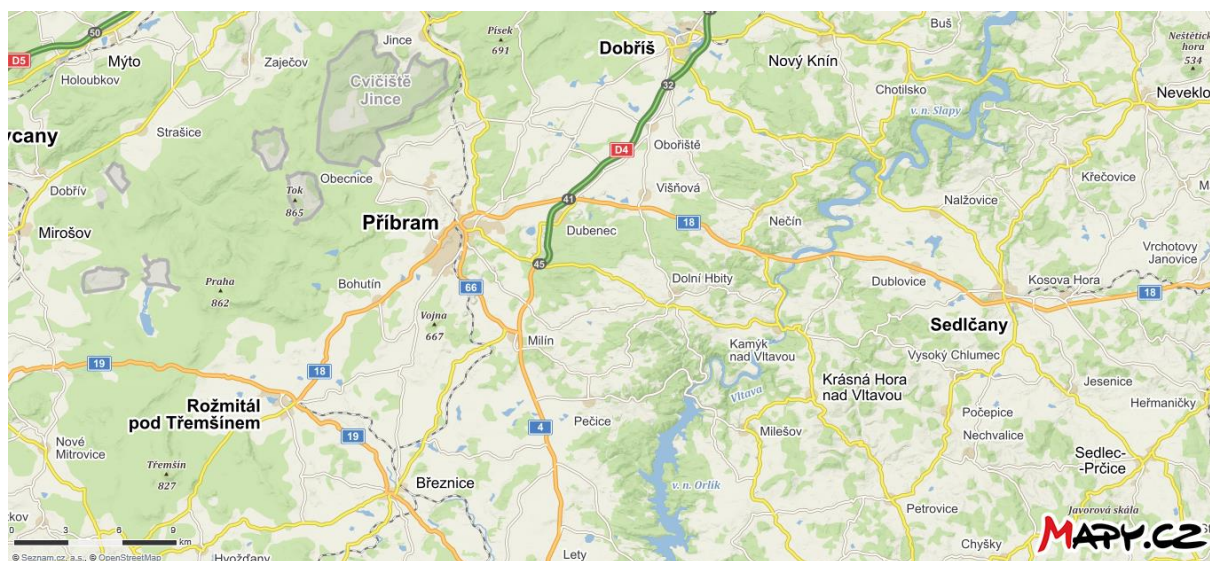 50
D5
Mýto
Holoubkov
Zaječov
Jince
Písek
691
Dobříš
Buš
Neštětická
hora
534
Nový Knín
Cvičiště
Jince
32
Chotilsko
v. n. Slapy
Neveklo
Strašice
D4
Obořiště
Obecnice
Křečovice
Dobřív
Tok
865
41
Višňová
Nalžovice
Mirošov
Příbram
18
Nečín
Dubenec
Vrchotovy
Janovice
45
Dolní Hbity
Dublovice
Kosova Hora
Praha
862
Bohutín
66
18
Sedlčany
Vojna
667
Milín
Kamýk
nad Vltavou
Vysoký Chlumec
19
18
Vltava
Krásná Hora
nad Vltavou
Jesenice
Rožmitál
pod Třemšínem
Heřmaničky
Počepice
Pečice
4
19
Milešov
Nechvalice
Nové
Mitrovice
Sedlec-
-Prčice
Třemšín
827
Březnice
v. n. Orlík
Petrovice
Javorová skála
0 3 6 9
km
Hvožďany
Lety
Chyšky
MAPY.CZ
© Seznam.cz, a.s., © OpenStreetMap